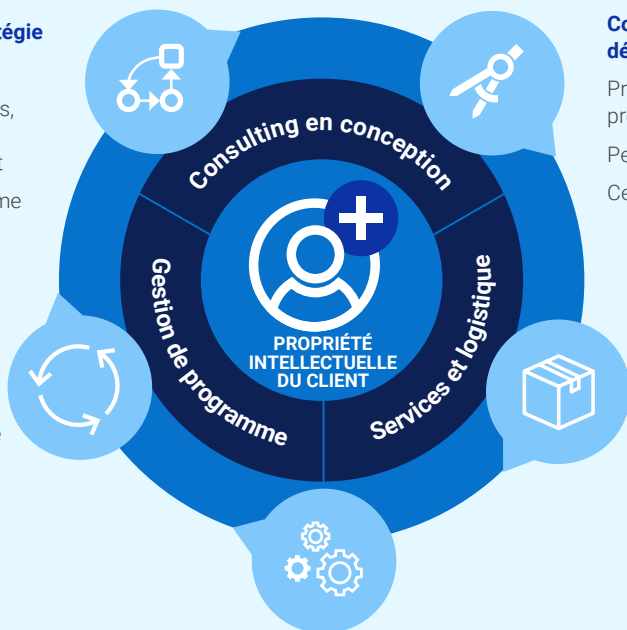 tégie
s,
t
me
Co
dé
Pr
pr
Pe
Ce
Consulting en conception
Gestion de programme
Services et logistique
PROPRIÉTÉ
INTELLECTUELLE
DU CLIENT